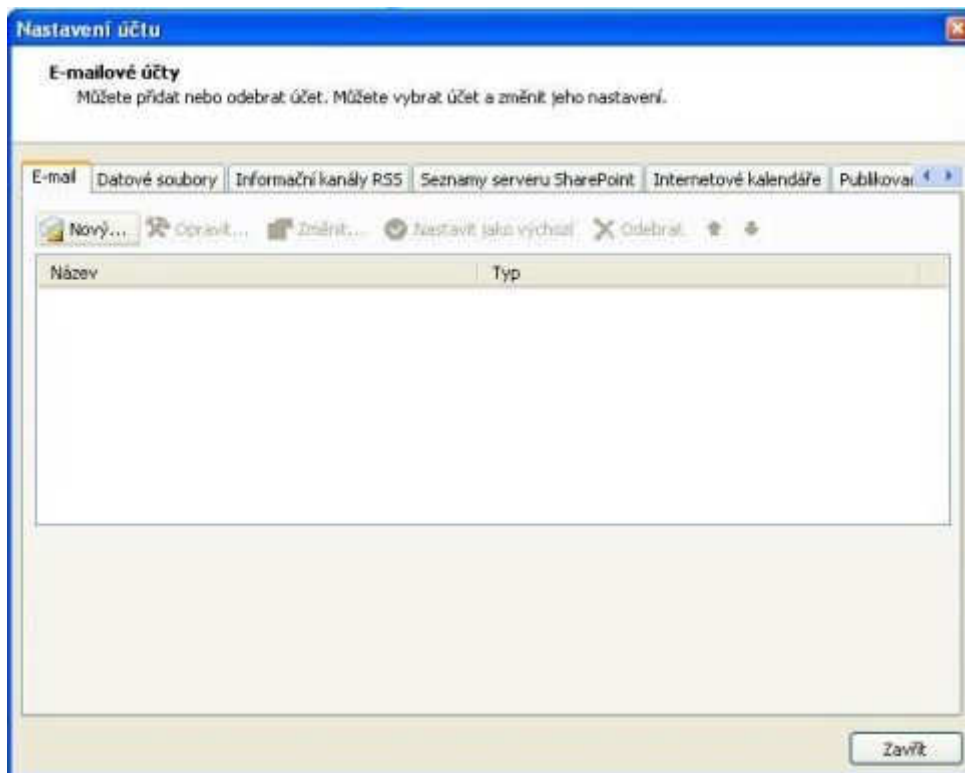 Nastavení účtu
E-mailové účty
Můžete přidat nebo odebrat účet. Můžete vybrat účet a změnit jeho nastavení.
E-mail Datové soubory Informační kanály RSS Seznamy serveru SharePoint Internetové kalendáře Publikovan
Nový... Opravit... Změnit... Nastavit jako výchozí Odebrat
Název Typ
Zavřít